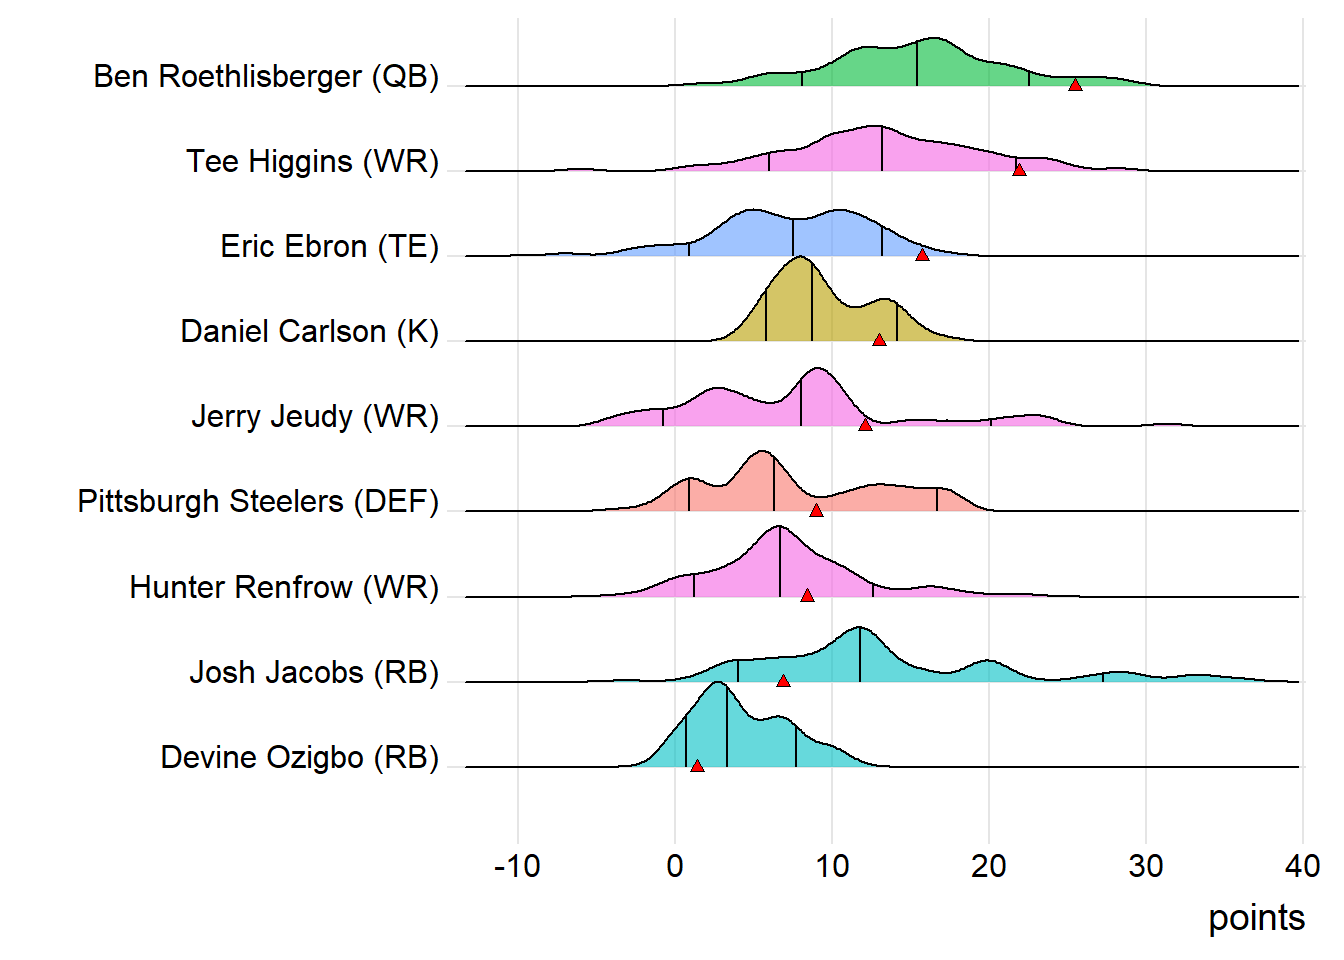 Ben Roethlisberger (QB)
Tee Higgins (WR)
Eric Ebron (TE)
Daniel Carlson (K)
Jerry Jeudy (WR)
Pittsburgh Steelers (DEF)
Hunter Renfrow (WR)
Josh Jacobs (RB)
Devine Ozigbo (RB)
-10 0 10 20 30 40
points